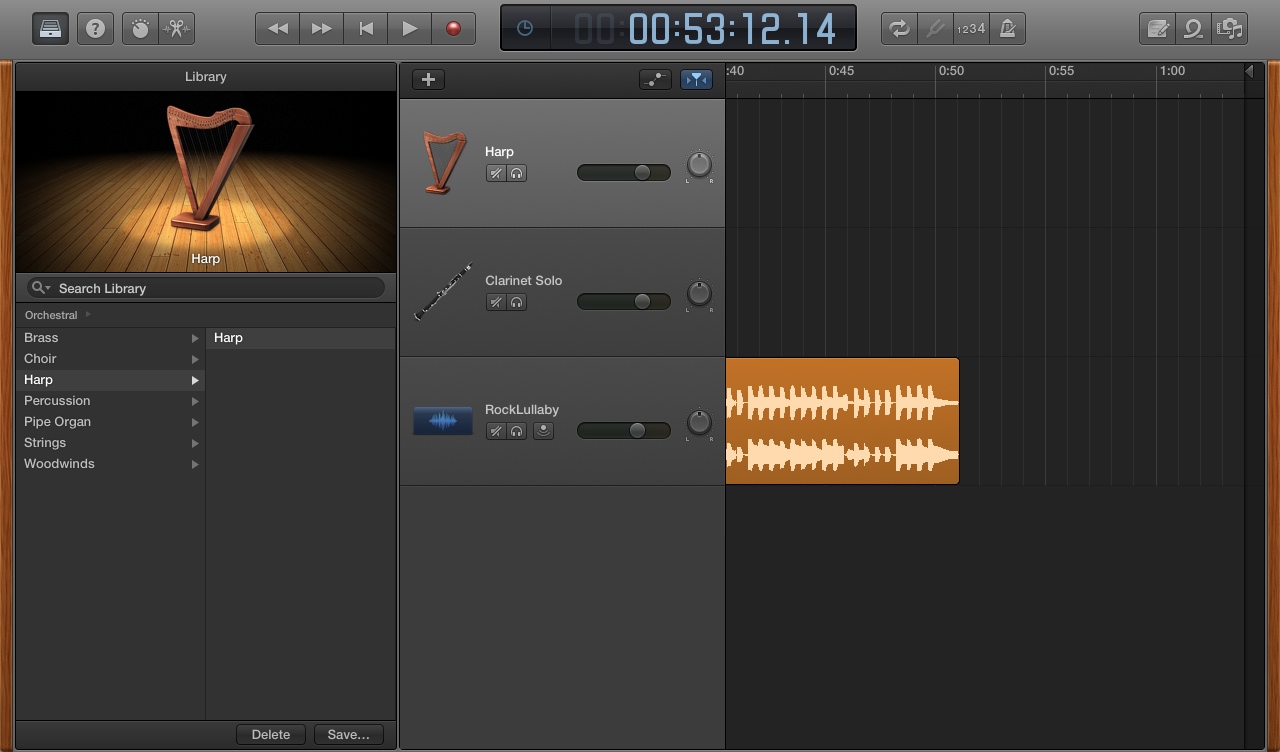 00:53:12.14
1234
Library
Harp
Search Library
Orchestral
Brass
Choir
Harp
Percussion
Pipe Organ
Strings
Woodwinds
Harp
Delete
Save...
:40
0:45
0:50
0:55
1:00
Harp
L R
Clarinet Solo
L R
RockLullaby
L R